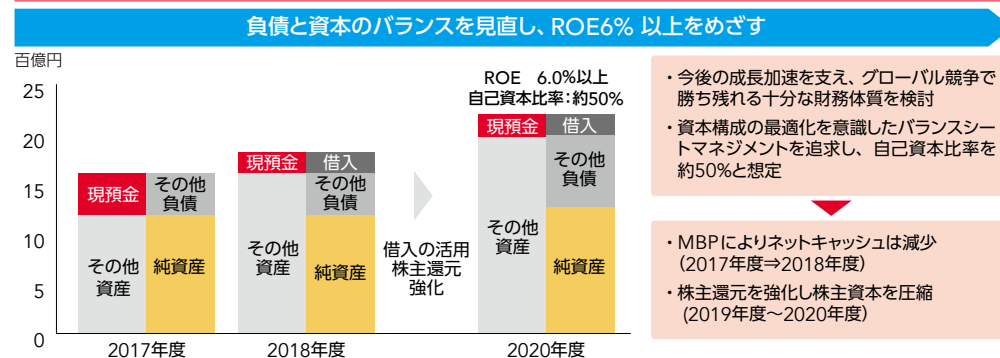 負債と資本のバランスを見直し、ROE6% 以上をめざす
百億円
25
20
15
10
5
0
現預金
その他
負債
その他
資産
純資産
2017年度
現預金
借入
その他
負債
その他
資産
純資産
2018年度
借入の活用
株主還元
強化
ROE 6.0%以上
自己資本比率：約50%
現預金
借入
その他
負債
その他
資産
純資産
2020年度
・今後の成長加速を支え、グローバル競争で
勝ち残れる十分な財務体質を検討
・資本構成の最適化を意識したバランスシー
トマネジメントを追求し、自己資本比率を
約50%と想定
・MBPによりネットキャッシュは減少
（2017年度⇒2018年度）
・株主還元を強化し株主資本を圧縮
(2019年度～2020年度）